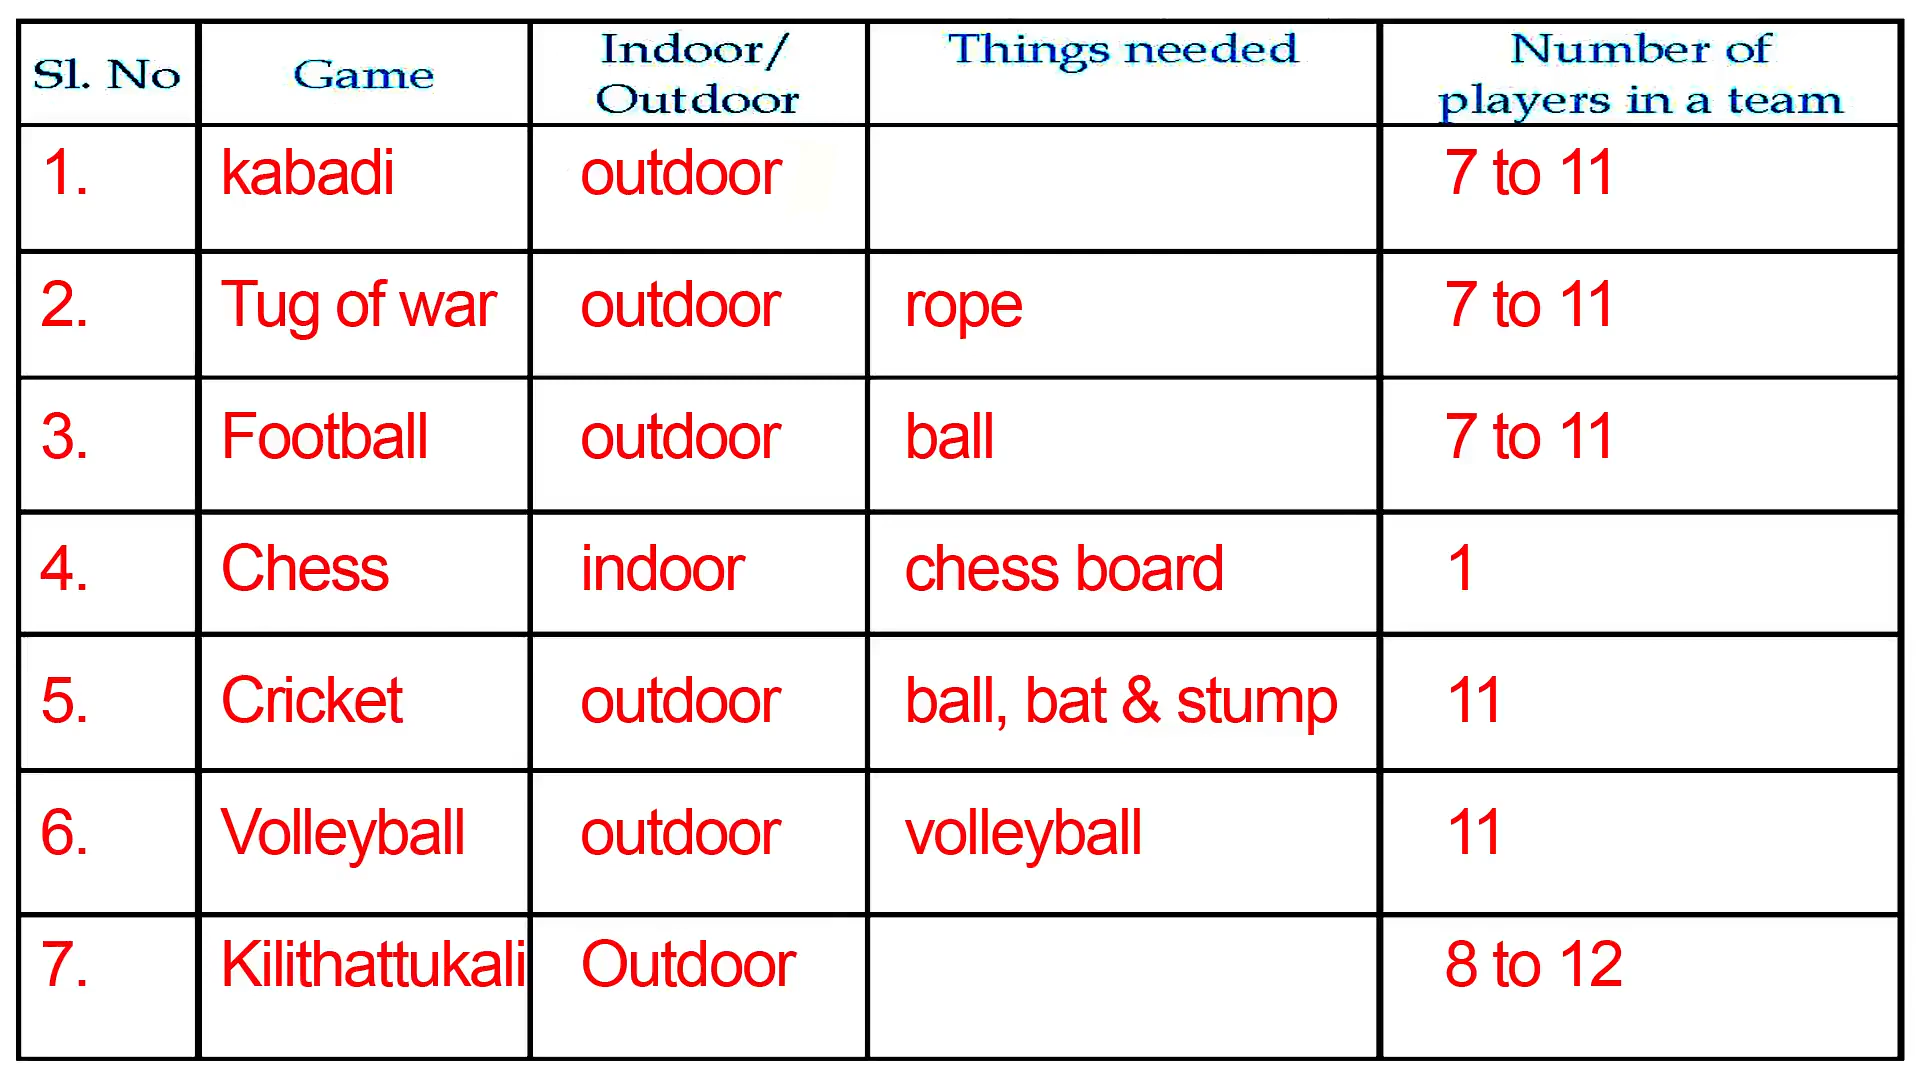 Sl. No Game Indoor/ Outdoor Things needed Number of players in a team
1. kabadi outdoor 7 to 11
2. Tug of war outdoor rope 7 to 11
3. Football outdoor ball 7 to 11
4. Chess indoor chess board 1
5. Cricket outdoor ball, bat & stump 11
6. Volleyball outdoor volleyball 11
7. Kilithattukali Outdoor 8 to 12